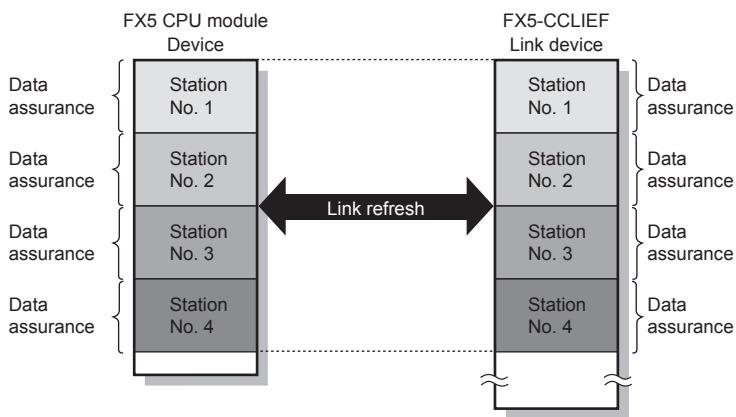 FX5 CPU module
Device
FX5-CCLIEF
Link device
Data
assurance
Station
No. 1
Station
No. 1
Data
assurance
Data
assurance
Station
No. 2
Station
No. 2
Data
assurance
Link refresh
Data
assurance
Station
No. 3
Station
No. 3
Data
assurance
Data
assurance
Station
No. 4
Station
No. 4
Data
assurance